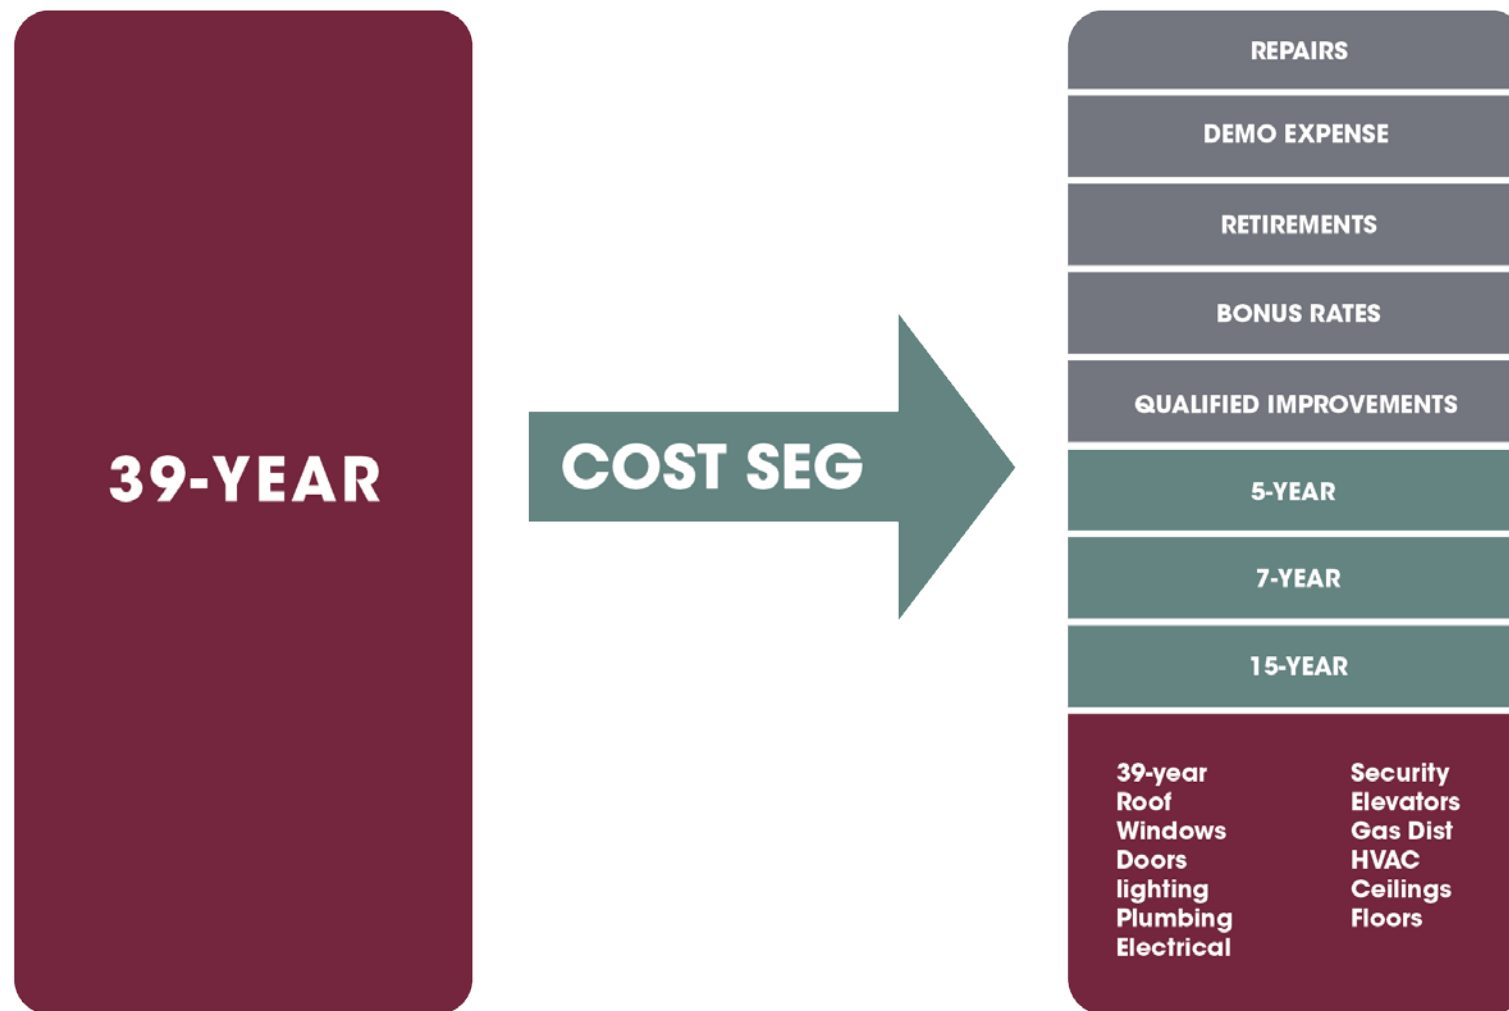 39-YEAR
COST SEG
REPAIRS
DEMO EXPENSE
RETIREMENTS
BONUS RATES
QUALIFIED IMPROVEMENTS
5-YEAR
7-YEAR
15-YEAR
39-year
Roof
Windows
Doors
lighting
Plumbing
Electrical
Security
Elevators
Gas Dist
HVAC
Ceilings
Floors